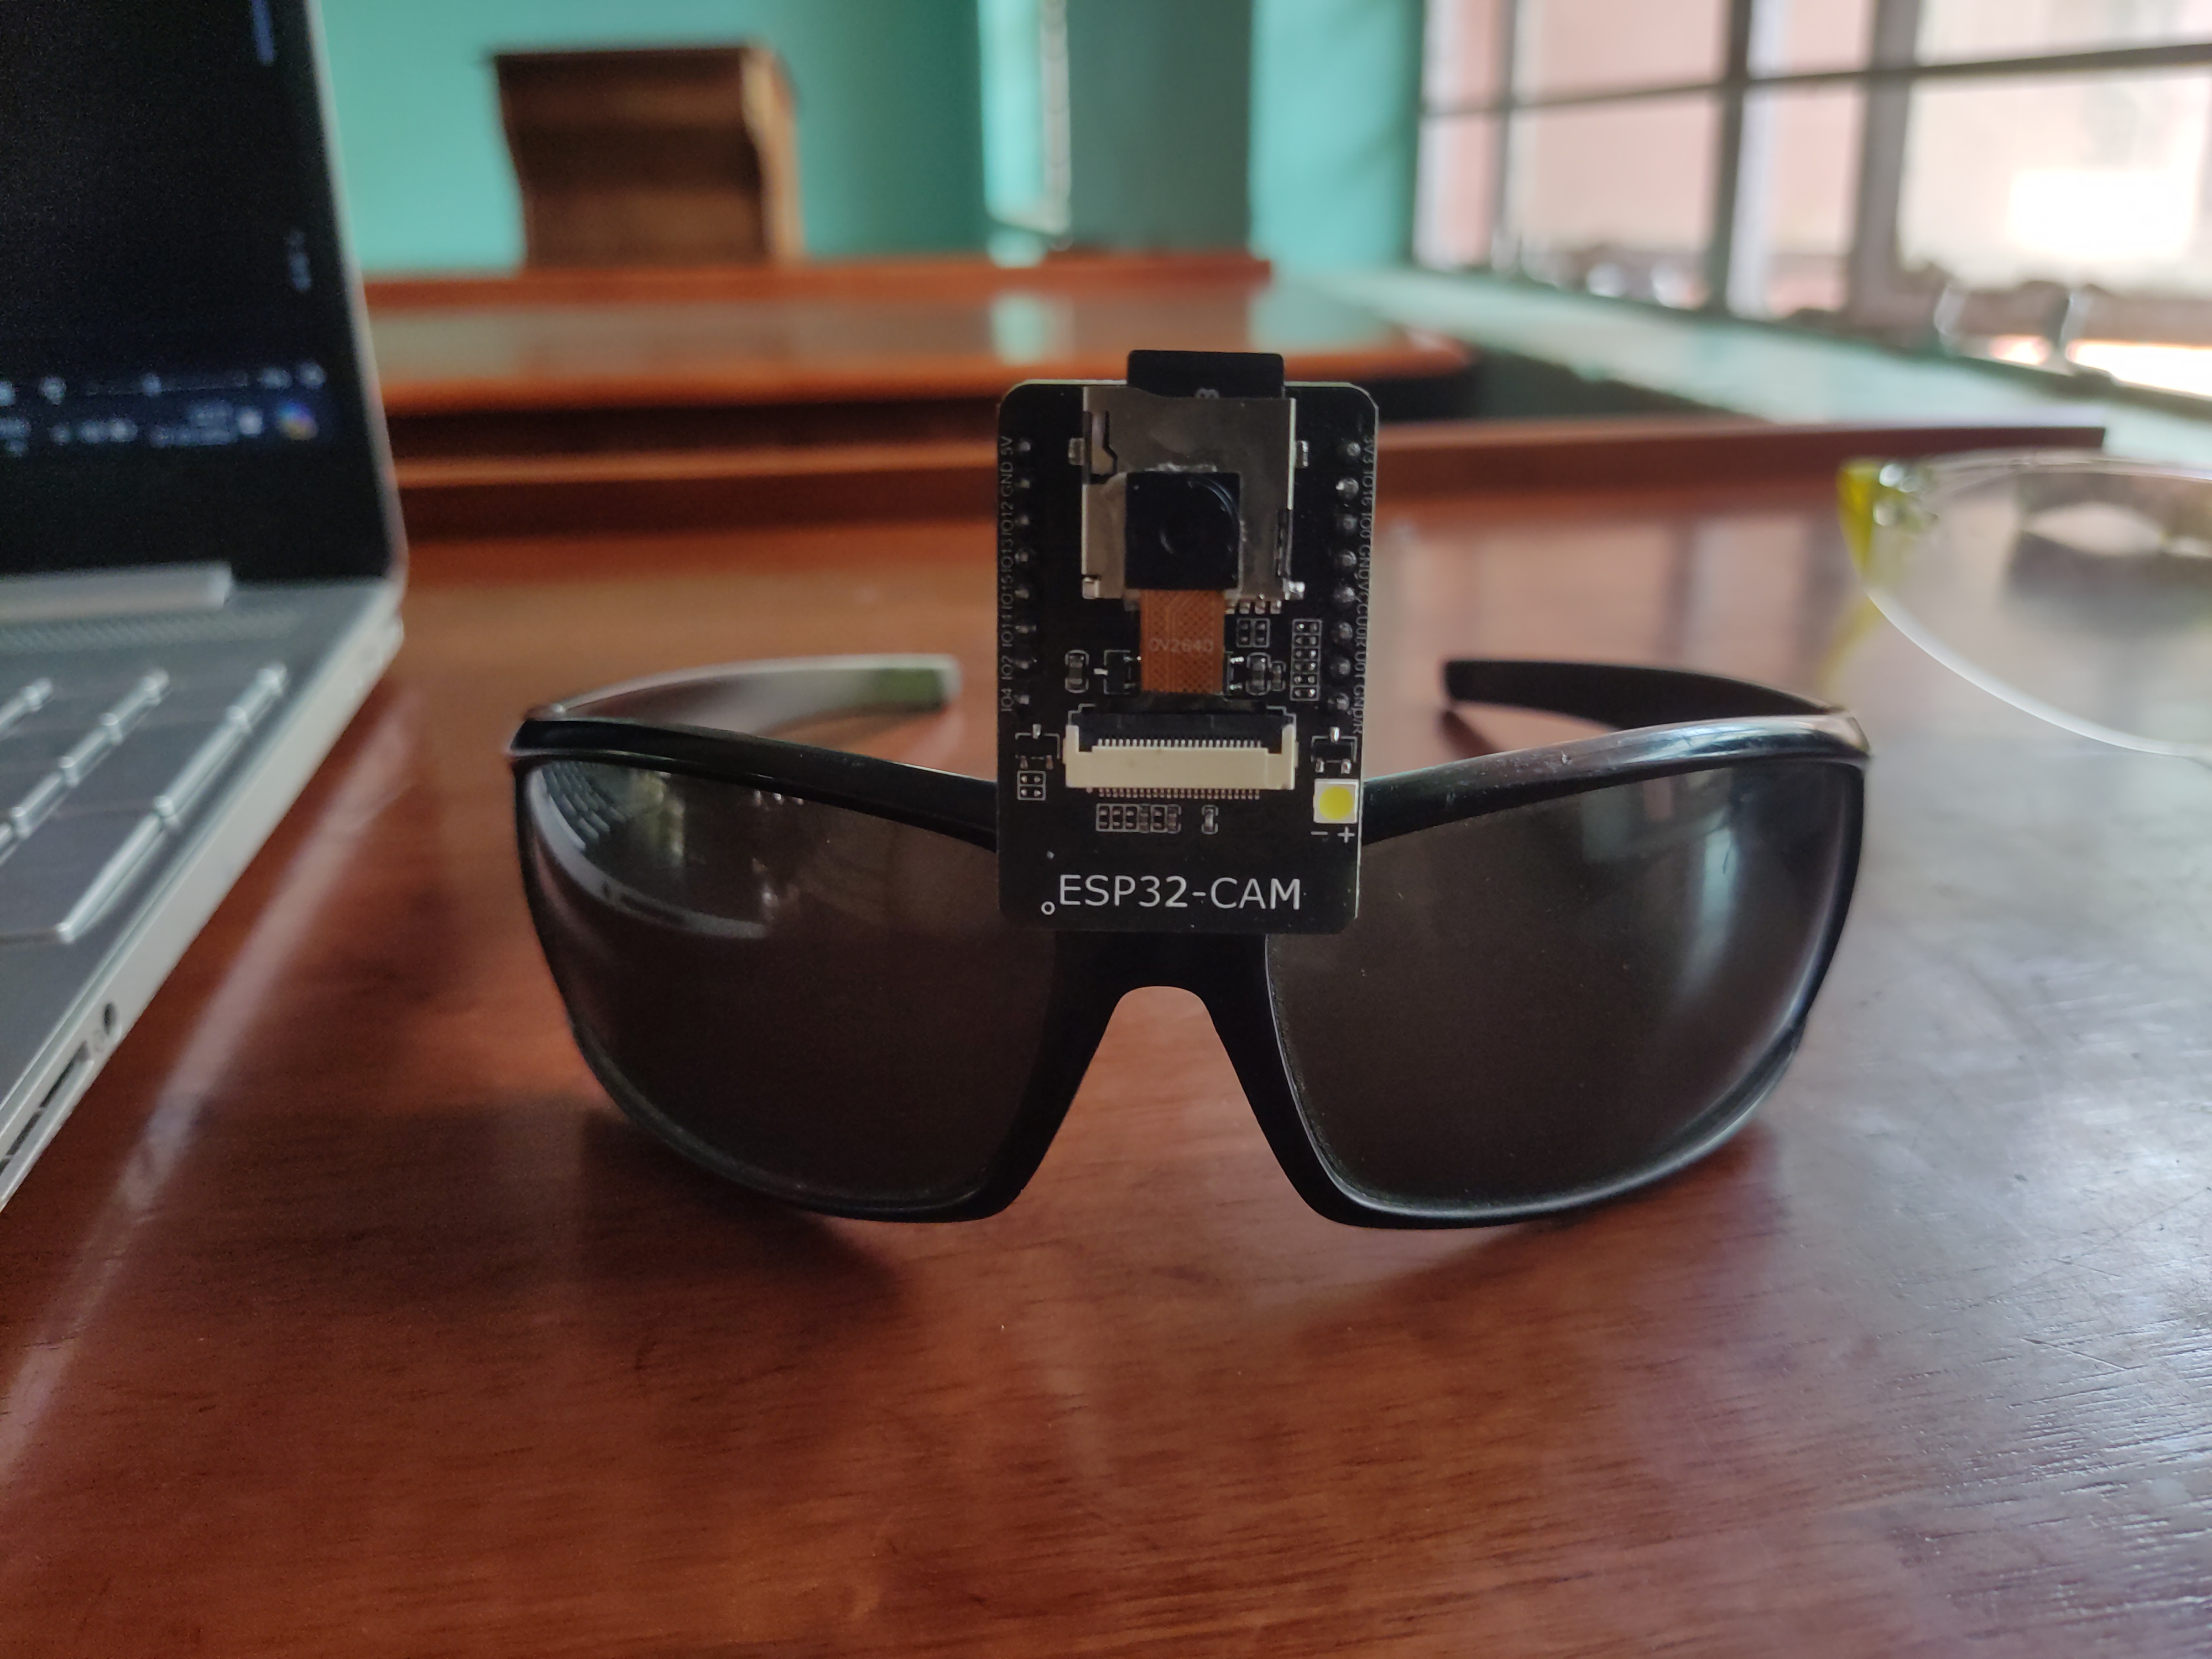 8
5V
GND
IO12
IO13
IO15
IO14
IO2
IO4
3V3
IO16
IO0
GND
VCC
U0R
U0T
GND/R
OV2640
- +
ESP32-CAM